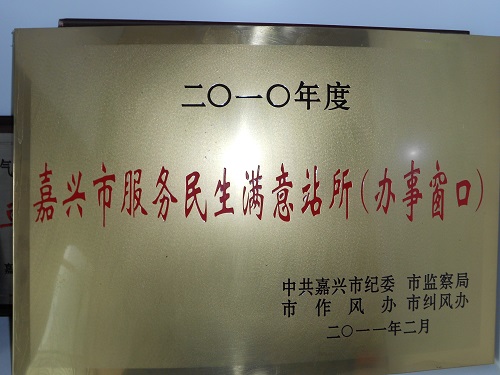 二〇一〇年度
嘉兴市服务民生满意站所(办事窗口)
中共嘉兴市纪委 市监察局
市作风办 市纠风办
二〇一一年二月
气